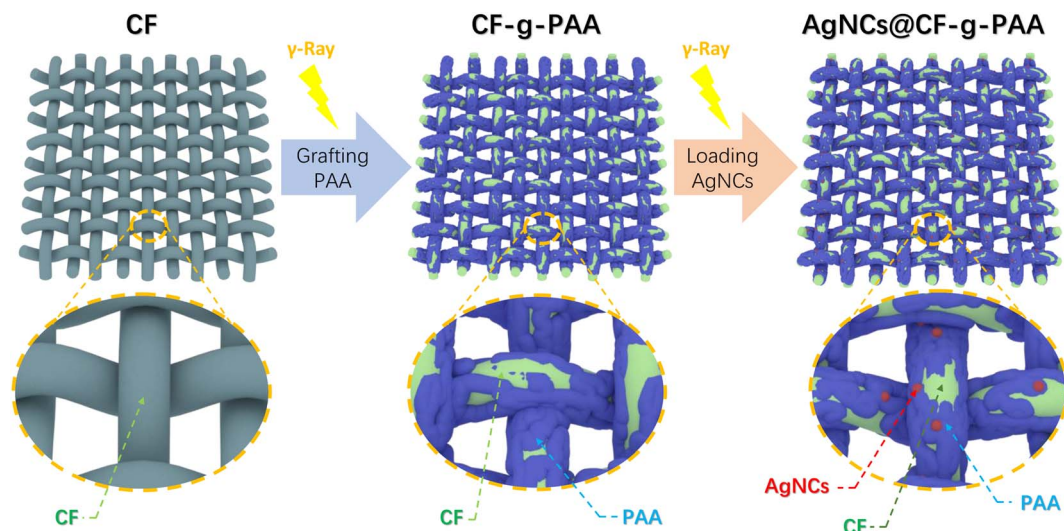 CF
CF-g-PAA
AgNCs@CF-g-PAA
γ-Ray
γ-Ray
Grafting
PAA
Loading
AgNCs
CF
CF
PAA
AgNCs
CF
PAA